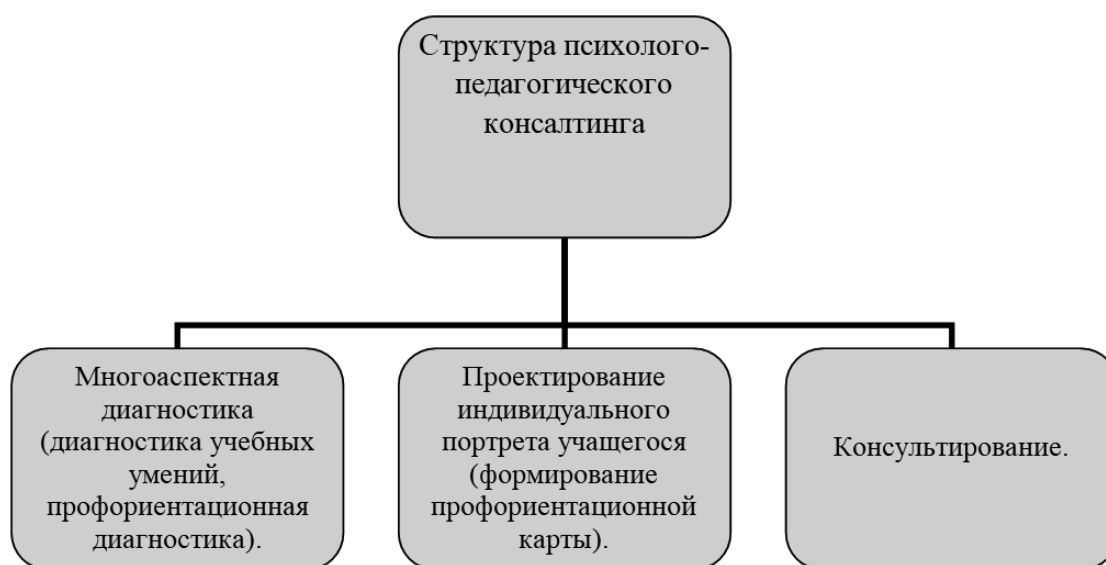 Структура психолого-
педагогического
консалтинга
Многоаспектная
диагностика
(диагностика учебных
умений,
профориентационная
диагностика).
Проектирование
индивидуального
портрета учащегося
(формирование
профориентационной
карты).
Консультирование.